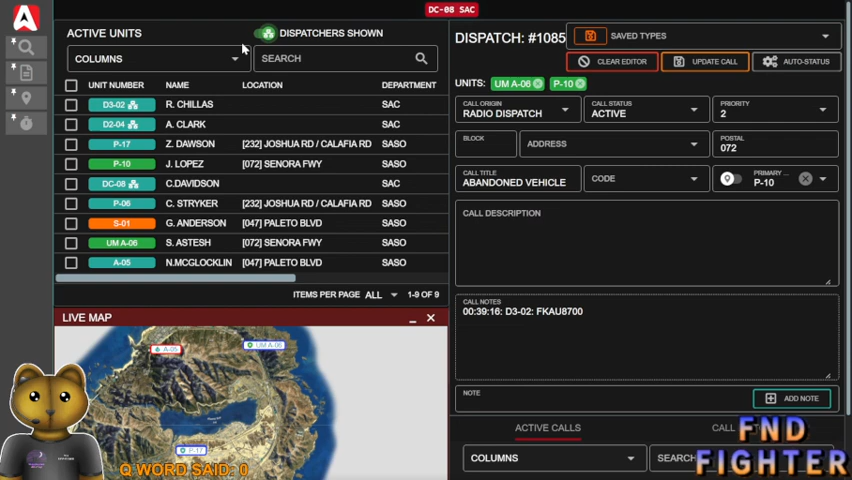 DC-08 SAC
ACTIVE UNITS
DISPATCHERS SHOWN
COLUMNS
SEARCH
UNIT NUMBER NAME LOCATION DEPARTMENT
D3-02 R. CHILLAS SAC
D2-04 A. CLARK SAC
P-17 Z. DAWSON [232] JOSHUA RD / CALAFIA RD SASO
P-10 J. LOPEZ [072] SENORA FWY SASO
DC-08 C.DAVIDSON SAC
P-06 C. STRYKER [232] JOSHUA RD / CALAFIA RD SASO
S-01 G. ANDERSON [047] PALETO BLVD SASO
UM A-06 S. ASTESH [072] SENORA FWY SASO
A-05 N.MCGLOCKLIN [047] PALETO BLVD SASO
ITEMS PER PAGE ALL 1-9 OF 9
LIVE MAP
A-05
UM A-06
P-17
Q WORD SAID: 0
DISPATCH: #1085
SAVED TYPES
CLEAR EDITOR
UPDATE CALL
AUTO-STATUS
UNITS: UM A-06 P-10
CALL ORIGIN
RADIO DISPATCH
CALL STATUS
ACTIVE
PRIORITY
2
BLOCK
ADDRESS
POSTAL
072
CALL TITLE
ABANDONED VEHICLE
CODE
PRIMARY ...
P-10
CALL DESCRIPTION
CALL NOTES
00:39:16: D3-02: FKAU8700
NOTE
ADD NOTE
ACTIVE CALLS
CALL
COLUMNS
SEARCH
FND
FIGHTER